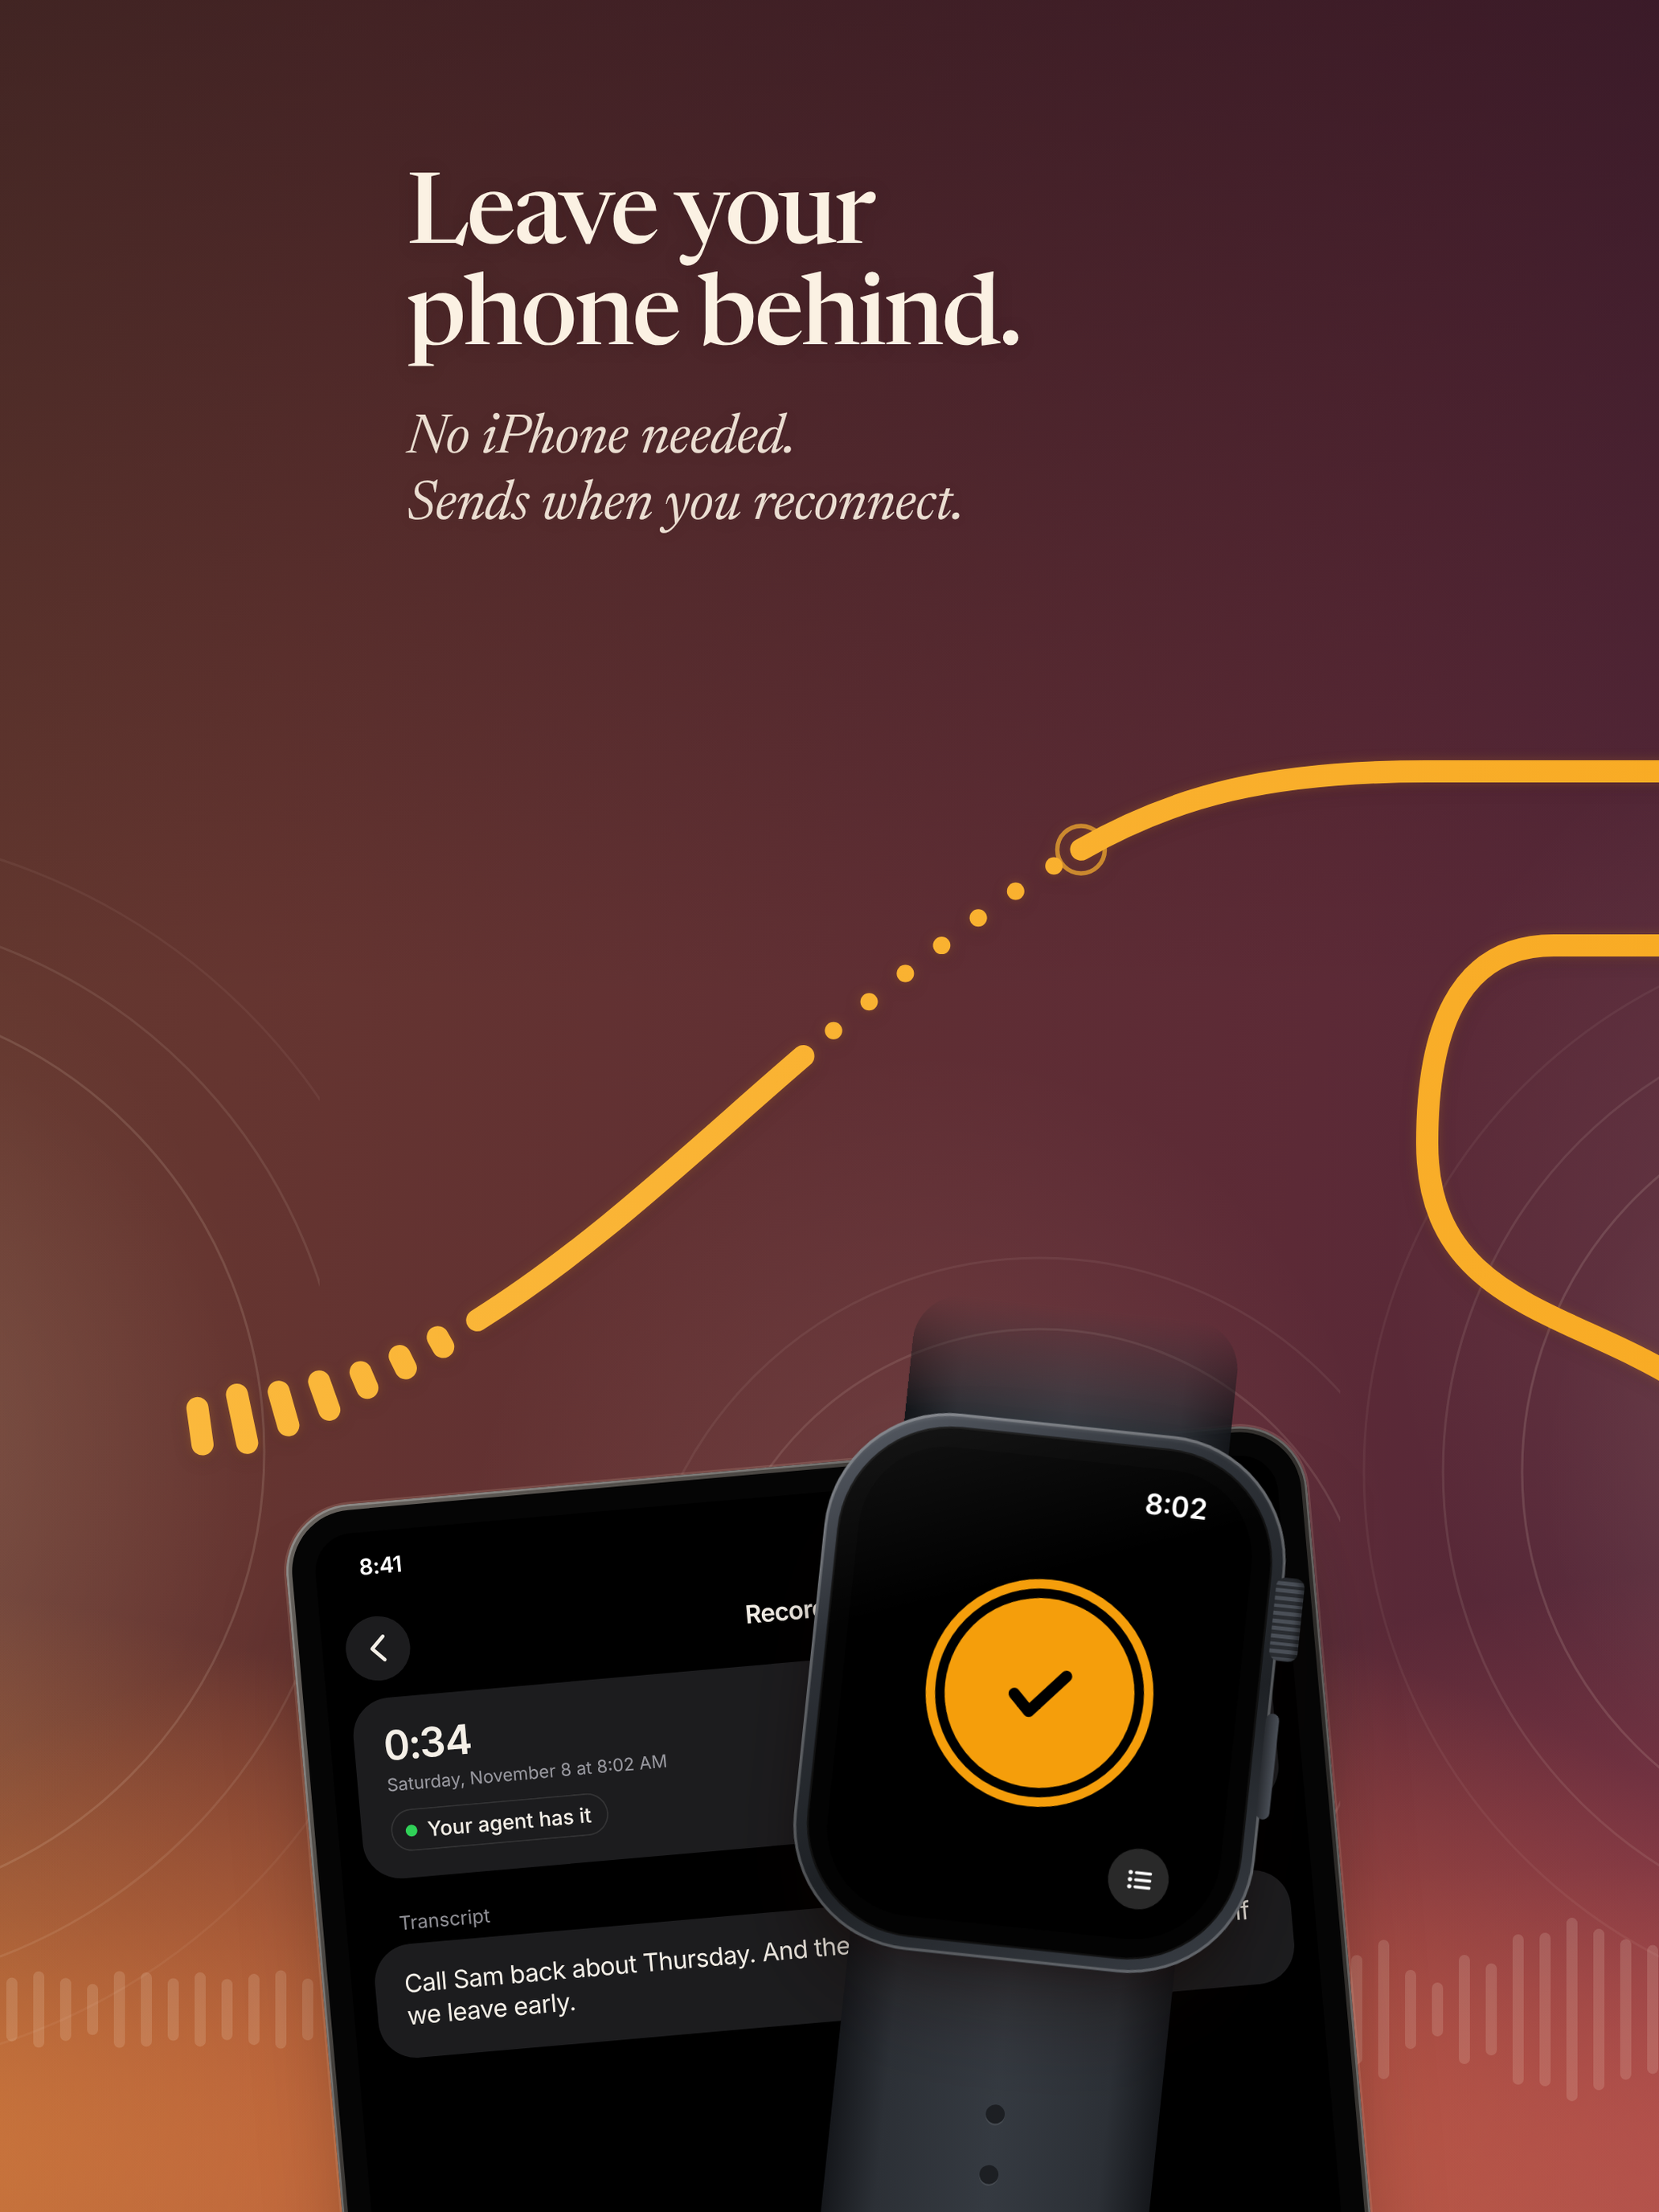 Leave your
phone behind.
No iPhone needed.
Sends when you reconnect.
8:02
8:41
0:34
Saturday, November 8 at 8:02 AM
Your agent has it
Transcript
Call Sam back about Thursday. And the
we leave early.